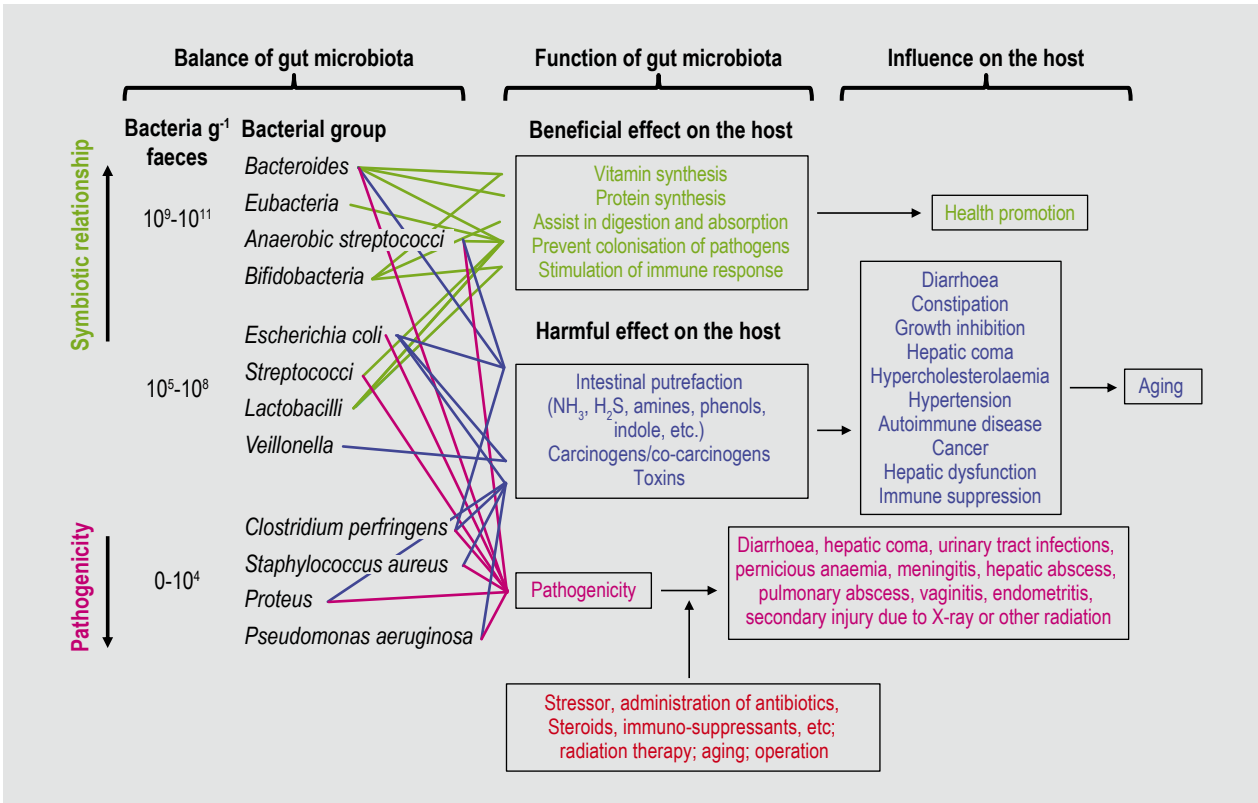 Balance of gut microbiota
Function of gut microbiota
Influence on the host
Symbiotic relationship
Pathogenicity
Bacteria g⁻¹
faeces
10⁹-10¹¹
10⁵-10⁸
0-10⁴
Bacterial group
Bacteroides
Eubacteria
Anaerobic streptococci
Bifidobacteria
Escherichia coli
Streptococci
Lactobacilli
Veillonella
Clostridium perfringens
Staphylococcus aureus
Proteus
Pseudomonas aeruginosa
Beneficial effect on the host
Vitamin synthesis
Protein synthesis
Assist in digestion and absorption
Prevent colonisation of pathogens
Stimulation of immune response
Harmful effect on the host
Intestinal putrefaction
(NH₃, H₂S, amines, phenols,
indole, etc.)
Carcinogens/co-carcinogens
Toxins
Pathogenicity
Stressor, administration of antibiotics,
Steroids, immuno-suppressants, etc;
radiation therapy; aging; operation
Health promotion
Diarrhoea
Constipation
Growth inhibition
Hepatic coma
Hypercholesterolaemia
Hypertension
Autoimmune disease
Cancer
Hepatic dysfunction
Immune suppression
Aging
Diarrhoea, hepatic coma, urinary tract infections,
pernicious anaemia, meningitis, hepatic abscess,
pulmonary abscess, vaginitis, endometritis,
secondary injury due to X-ray or other radiation